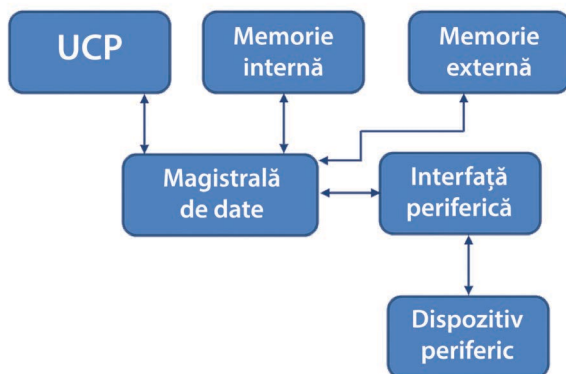 UCP
Memorie
internă
Memorie
externă
Magistrală
de date
Interfață
periferică
Dispozitiv
periferic